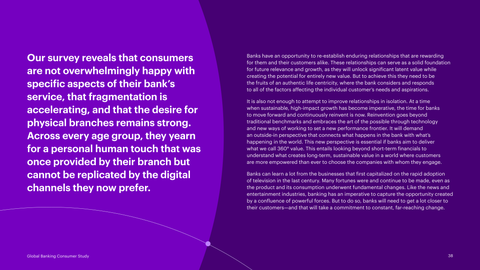 Our survey reveals that consumers
are not overwhelmingly happy with
specific aspects of their bank's
service, that fragmentation is
accelerating, and that the desire for
physical branches remains strong.
Across every age group, they yearn
for a personal human touch that was
once provided by their branch but
cannot be replicated by the digital
channels they now prefer.
Banks have an opportunity to re-establish enduring relationships that are rewarding
for them and their customers alike. These relationships can serve as a solid foundation
for future relevance and growth, as they will unlock significant latent value while
creating the potential for entirely new value. But to achieve this they need to be
the fruits of an authentic life centricity, where the bank considers and responds
to all of the factors affecting the individual customer's needs and aspirations.
It is also not enough to attempt to improve relationships in isolation. At a time
when sustainable, high-impact growth has become imperative, the time for banks
to move forward and continuously reinvent is now. Reinvention goes beyond
traditional benchmarks and embraces the art of the possible through technology
and new ways of working to set a new performance frontier. It will demand
an outside-in perspective that connects what happens in the bank with what's
happening in the world. This new perspective is essential if banks aim to deliver
what we call 360° value. This entails looking beyond short-term financials to
understand what creates long-term, sustainable value in a world where customers
are more empowered than ever to choose the companies with whom they engage.
Banks can learn a lot from the businesses that first capitalized on the rapid adoption
of television in the last century. Many fortunes were and continue to be made, even as
the product and its consumption underwent fundamental changes. Like the news and
entertainment industries, banking has an imperative to capture the opportunity created
by a confluence of powerful forces. But to do so, banks will need to get a lot closer to
their customers—and that will take a commitment to constant, far-reaching change.
Global Banking Consumer Study
38